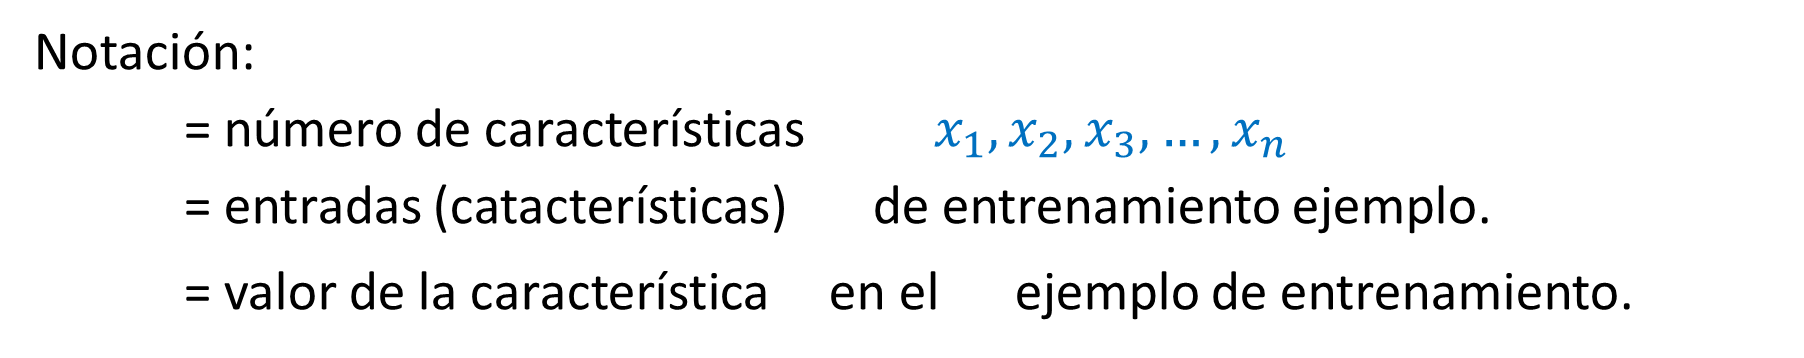 Notación:
= número de características x₁, x₂, x₃, ..., xₙ
= entradas (catacterísticas) de entrenamiento ejemplo.
= valor de la característica en el ejemplo de entrenamiento.